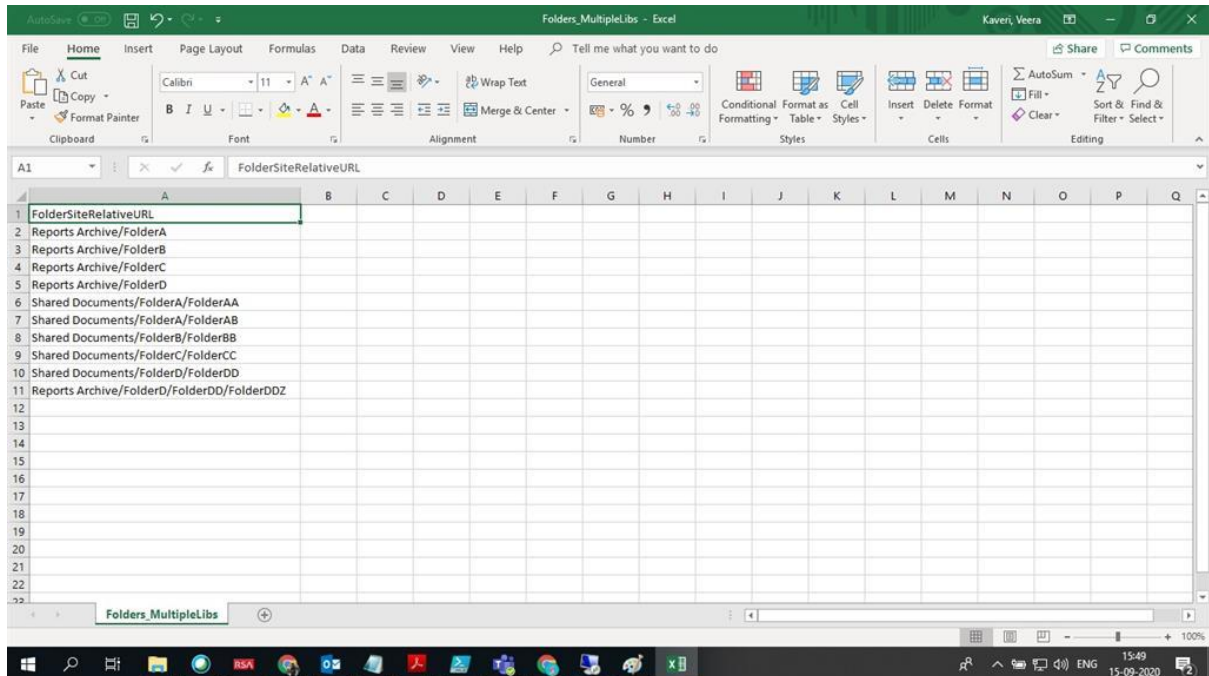 AutoSave Off Folders_MultipleLibs - Excel Kaveri, Veera
File Home Insert Page Layout Formulas Data Review View Help Tell me what you want to do Share Comments
Paste Cut Copy Format Painter
Calibri 11 A A
B I U A
Wrap Text
Merge & Center
General
% , .00
Conditional Formatting Format as Table Cell Styles
Insert Delete Format
AutoSum Fill Clear
Sort & Filter Find & Select
Clipboard Font Alignment Number Styles Cells Editing
A1 fx FolderSiteRelativeURL
A B C D E F G H I J K L M N O P Q
1 FolderSiteRelativeURL
2 Reports Archive/FolderA
3 Reports Archive/FolderB
4 Reports Archive/FolderC
5 Reports Archive/FolderD
6 Shared Documents/FolderA/FolderAA
7 Shared Documents/FolderA/FolderAB
8 Shared Documents/FolderB/FolderBB
9 Shared Documents/FolderC/FolderCC
10 Shared Documents/FolderD/FolderDD
11 Reports Archive/FolderD/FolderDD/FolderDDZ
12
13
14
15
16
17
18
19
20
21
22
23
Folders_MultipleLibs
100%
RSA ENG 15:49
15-09-2020